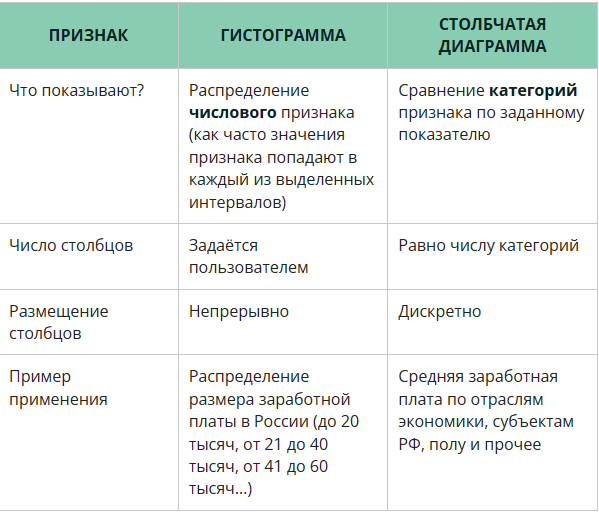 ПРИЗНАК
ГИСТОГРАММА
СТОЛБЧАТАЯ
ДИАГРАММА
Что показывают?
Распределение
числового признака
(как часто значения
признака попадают в
каждый из выделенных
интервалов)
Сравнение категорий
признака по заданному
показателю
Число столбцов
Задаётся
пользователем
Равно числу категорий
Размещение
столбцов
Непрерывно
Дискретно
Пример
применения
Распределение
размера заработной
платы в России (до 20
тысяч, от 21 до 40
тысяч, от 41 до 60
тысяч...)
Средняя заработная
плата по отраслям
экономики, субъектам
РФ, полу и прочее